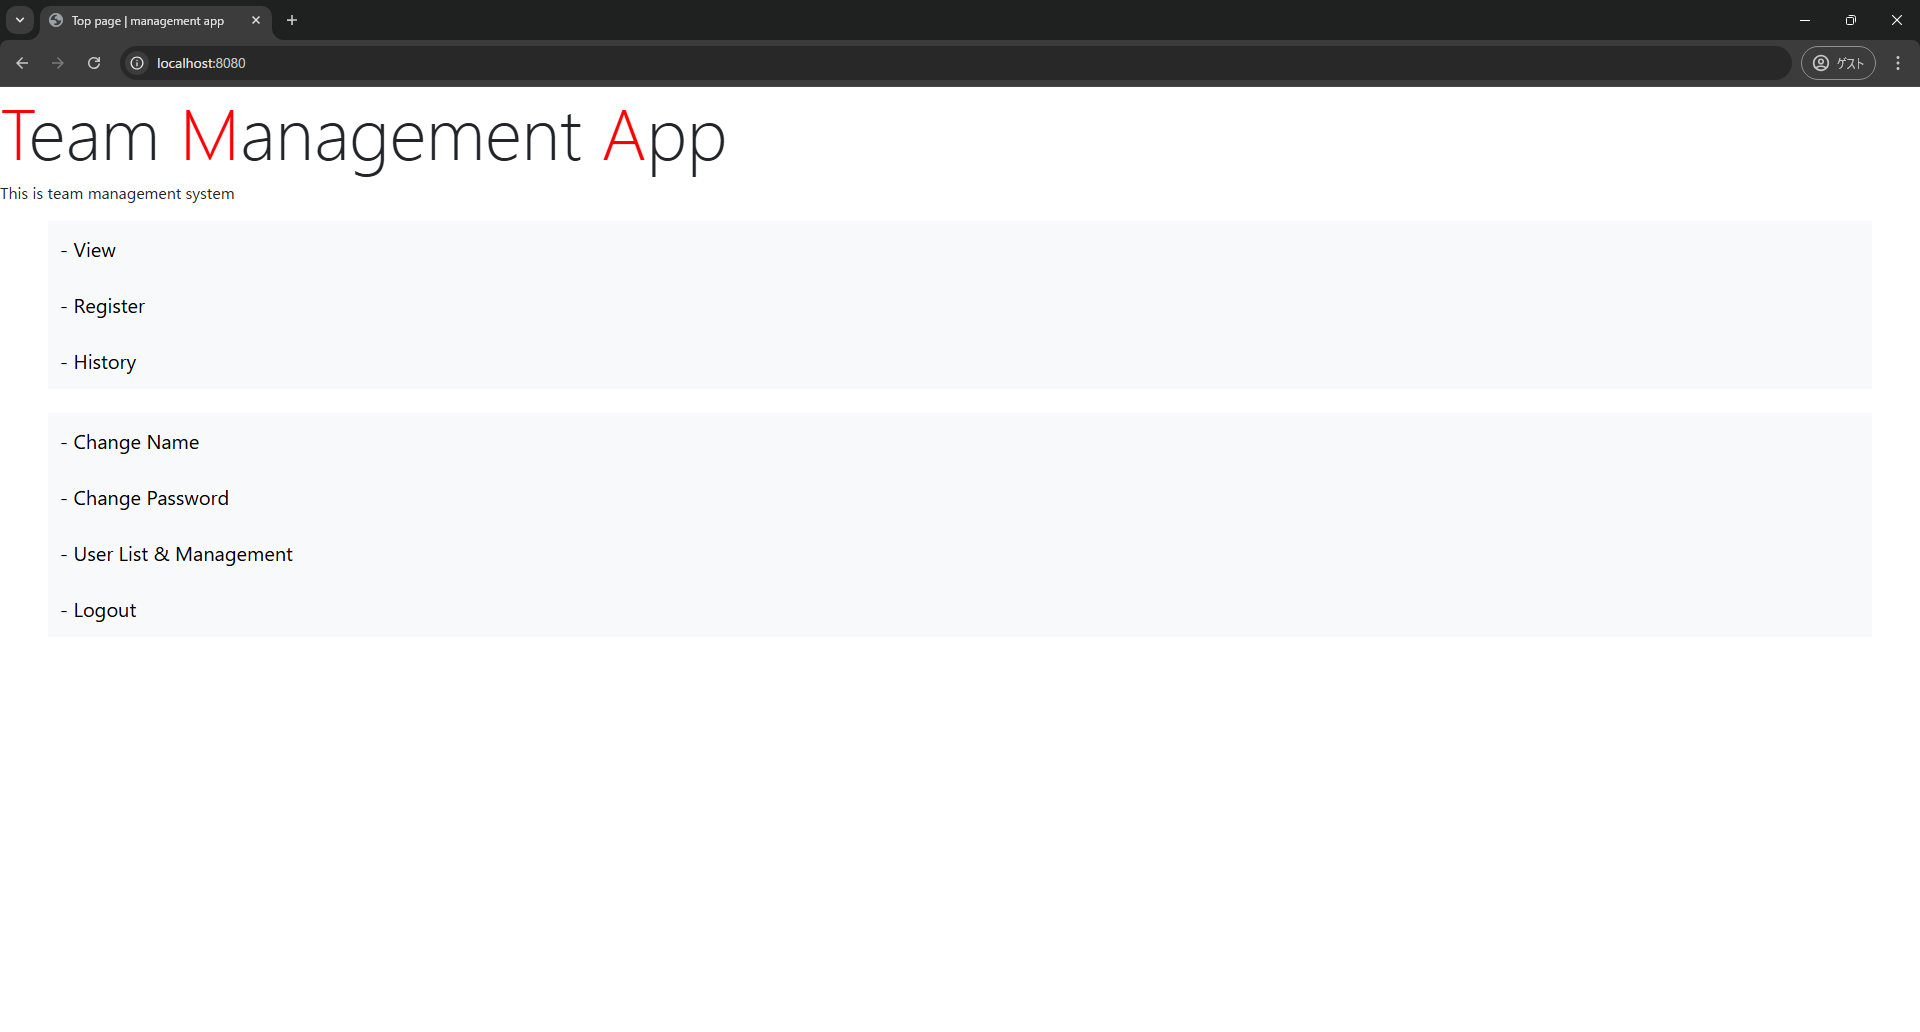 Top page | management app
localhost:8080
ゲスト
Team Management App
This is team management system
- View
- Register
- History
- Change Name
- Change Password
- User List & Management
- Logout